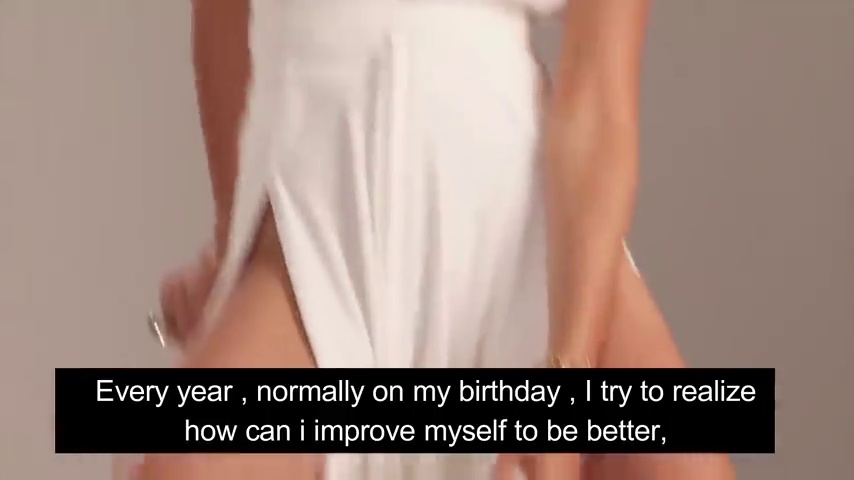 Every year , normally on my birthday , I try to realize
how can i improve myself to be better,